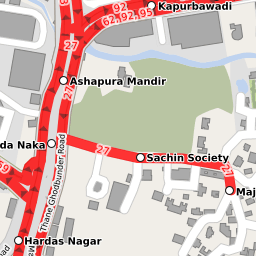 92
Kapurbawadi
62, 92, 95
27
Ashapura Mandir
27
da Naka
27
Sachin Society
27
Maj
Thane Ghodbunder Road
Hardas Nagar